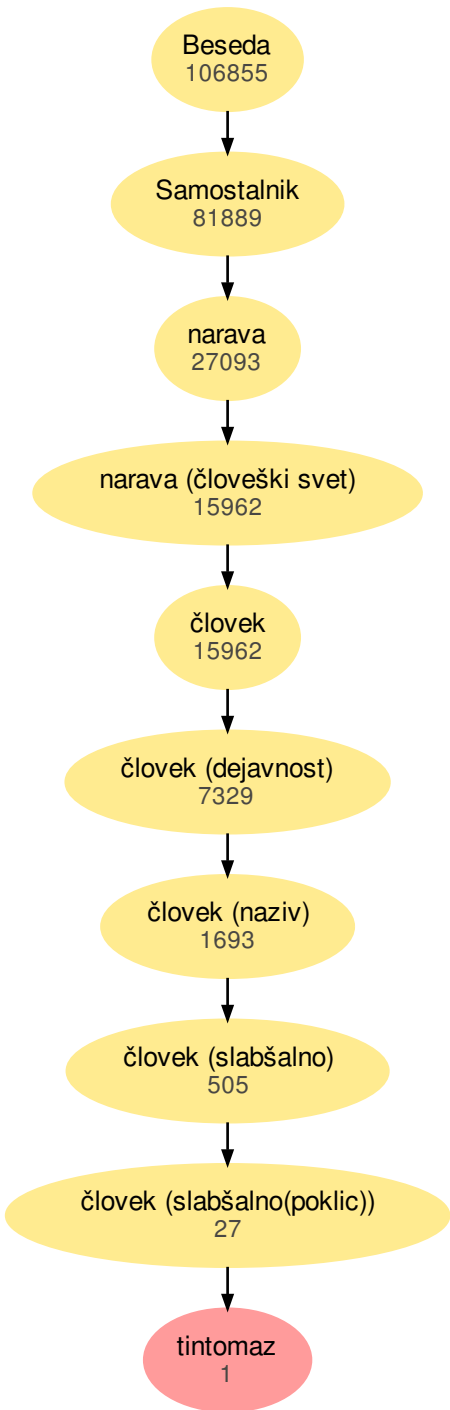 Beseda
106855
Samostalnik
81889
narava
27093
narava (človeški svet)
15962
človek
15962
človek (dejavnost)
7329
človek (naziv)
1693
človek (slabšalno)
505
človek (slabšalno(poklic))
27
tintomaz
1